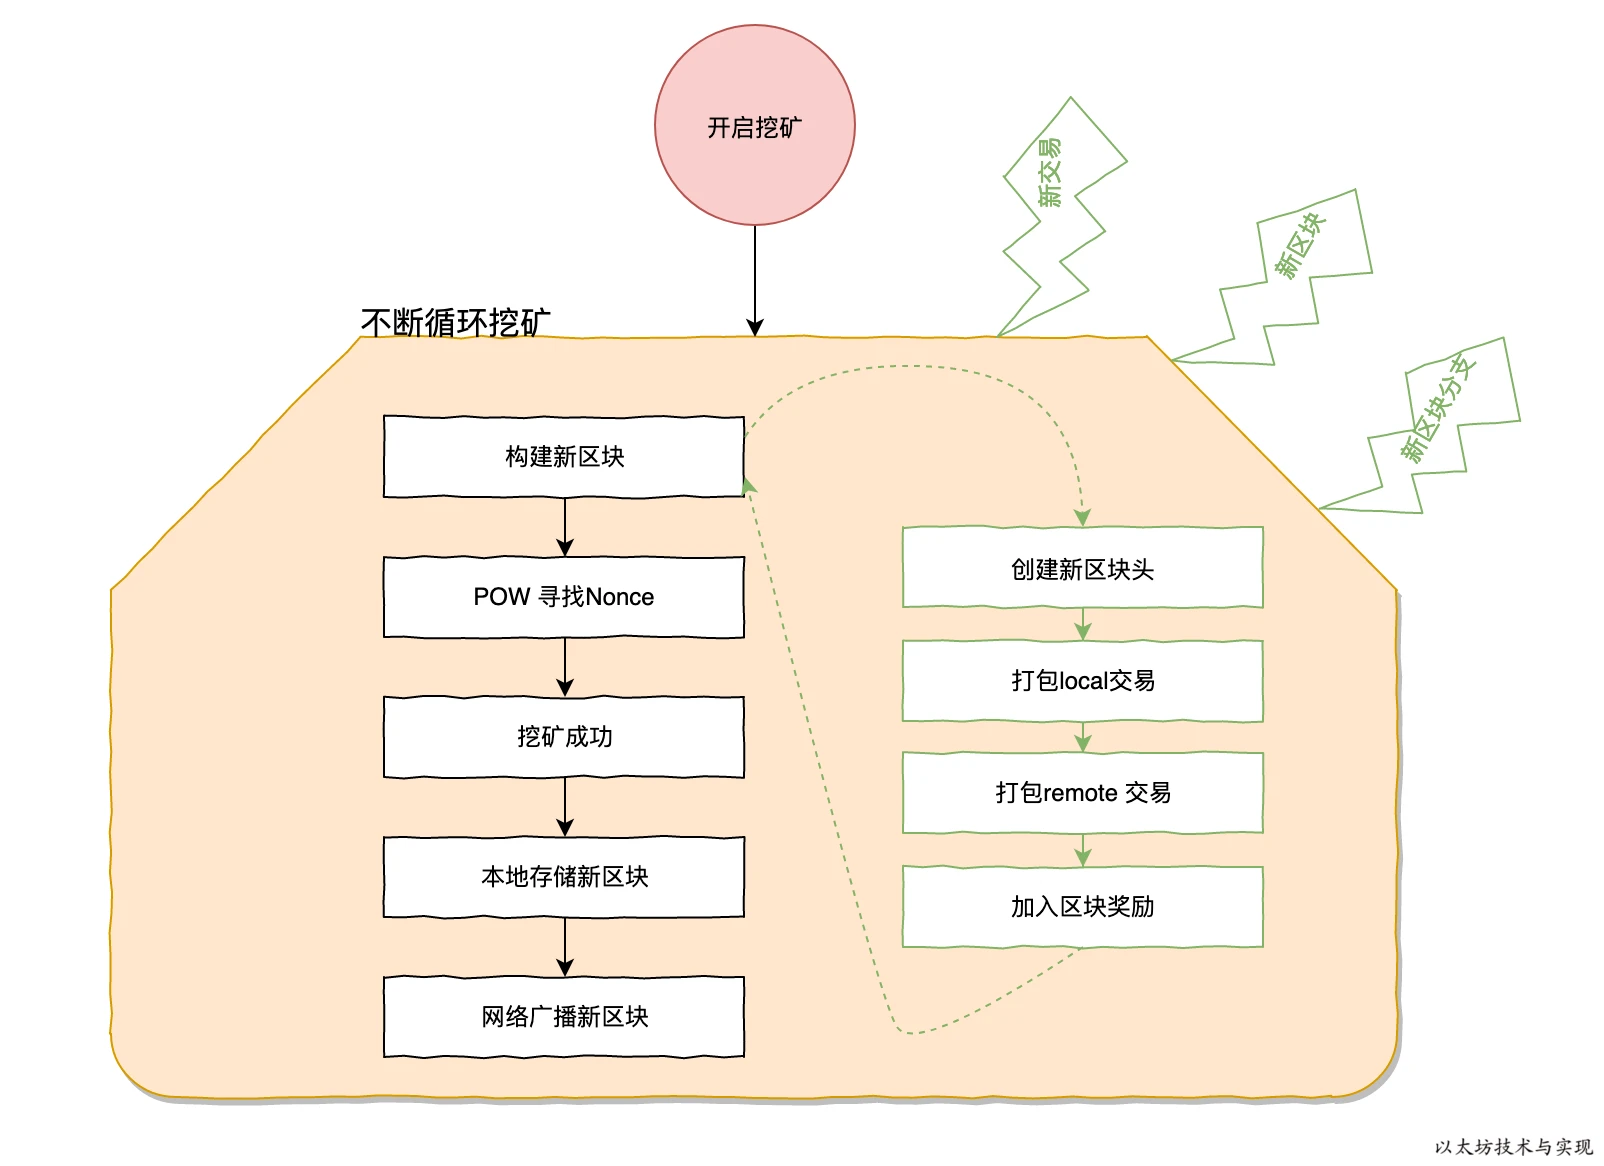 开启挖矿
新交易
新区块
新区块分支
不断循环挖矿
构建新区块
POW 寻找Nonce
挖矿成功
本地存储新区块
网络广播新区块
创建新区块头
打包local交易
打包remote 交易
加入区块奖励
以太坊技术与实现